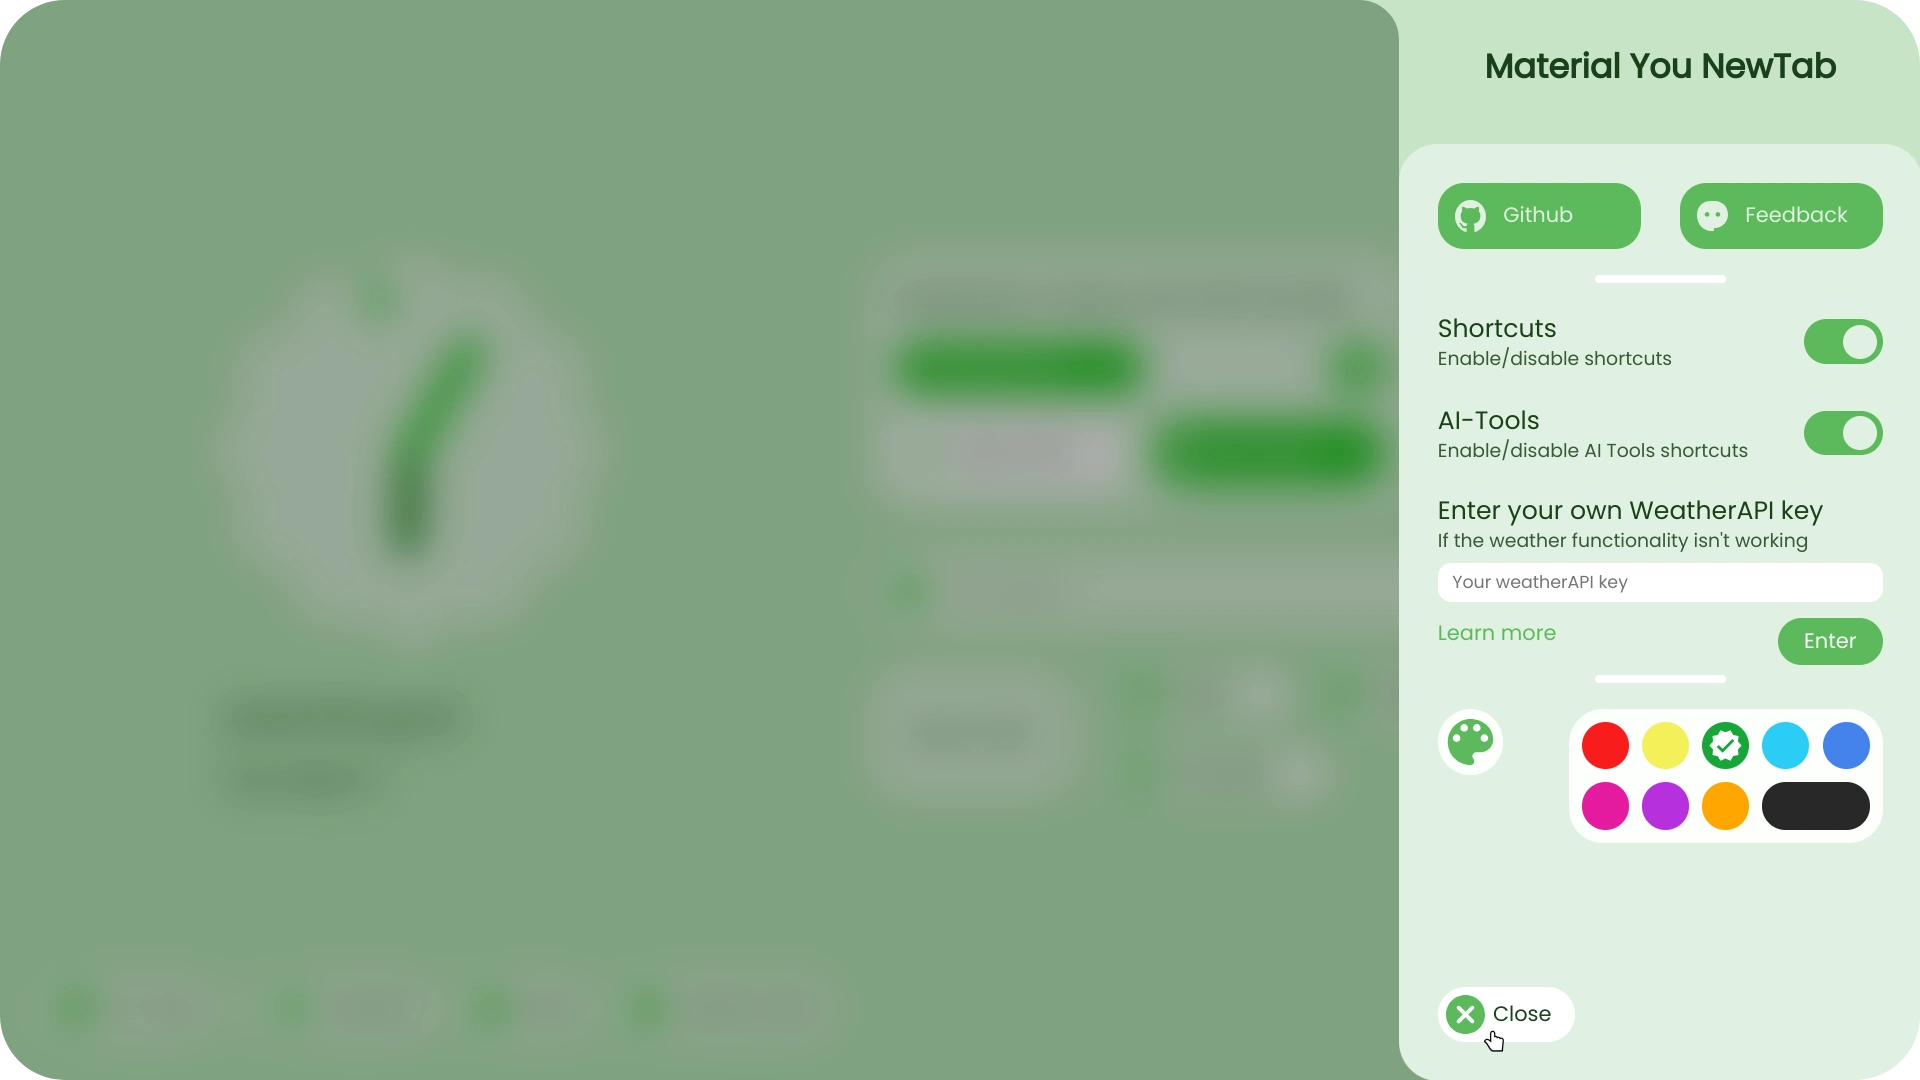 Material You NewTab
Github
Feedback
Shortcuts
Enable/disable shortcuts
AI-Tools
Enable/disable AI Tools shortcuts
Enter your own WeatherAPI key
If the weather functionality isn't working
Your weatherAPI key
Learn more
Enter
Close